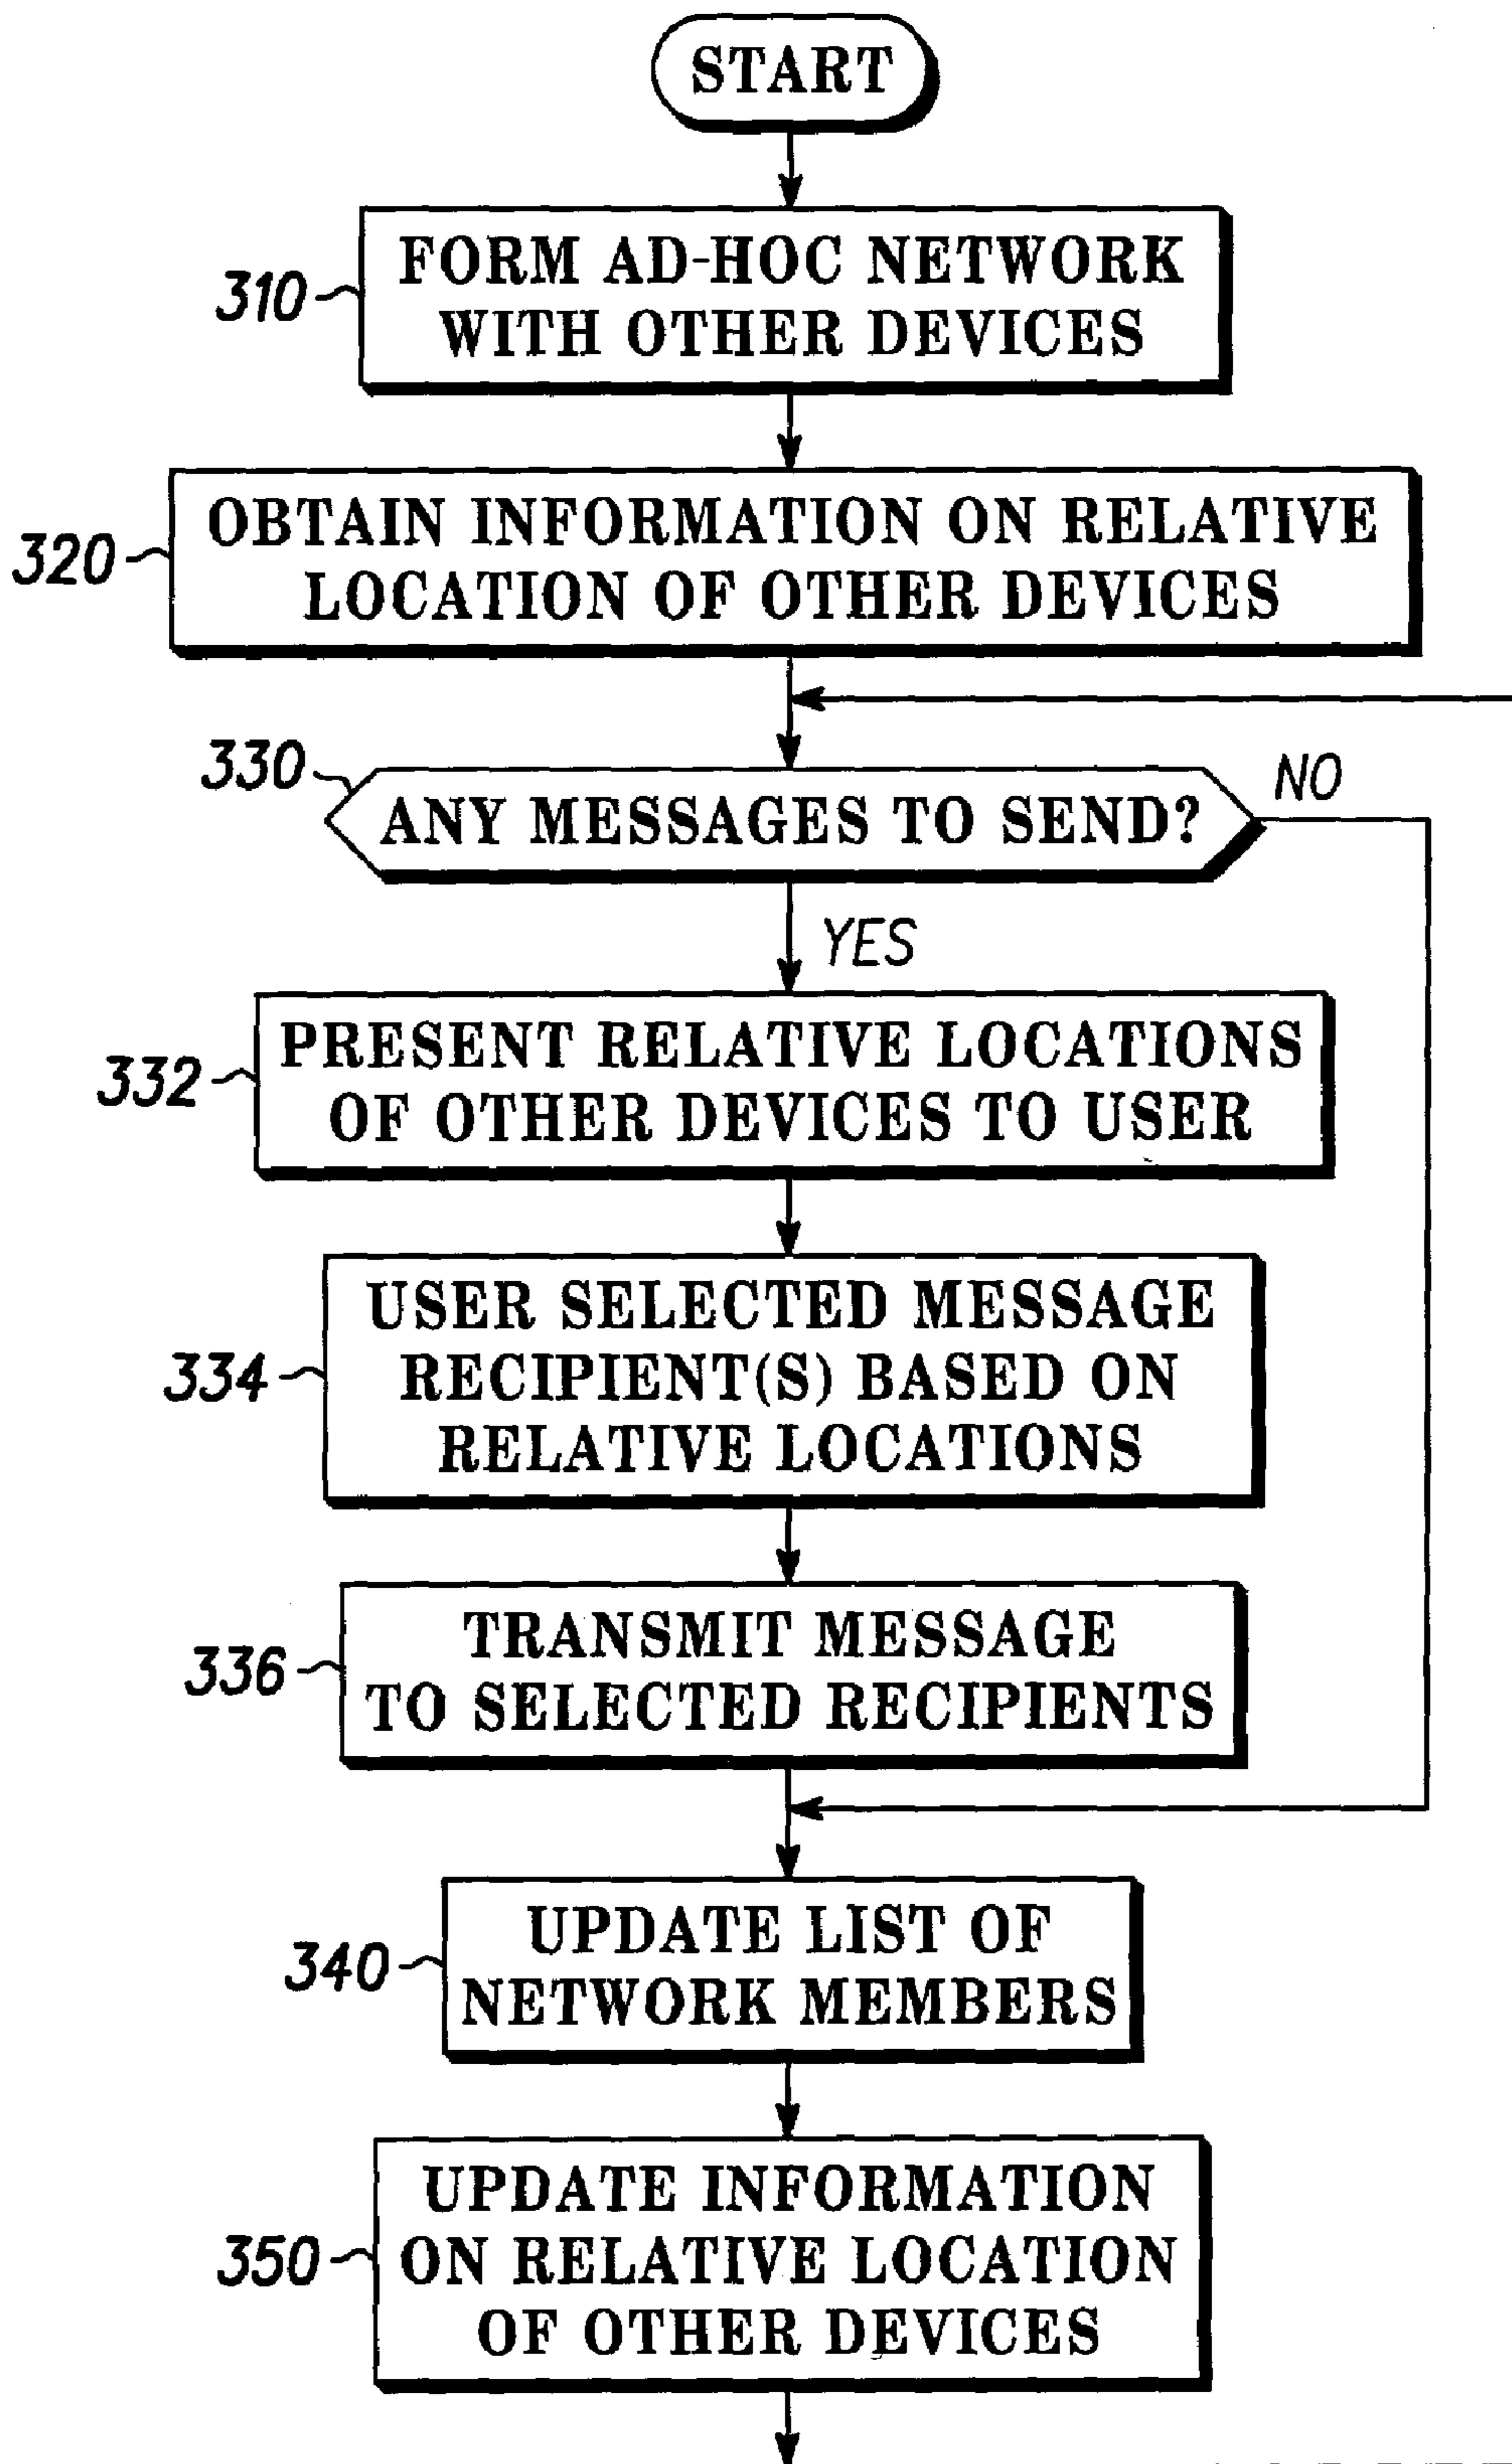 START
310
FORM AD-HOC NETWORK
WITH OTHER DEVICES
320
OBTAIN INFORMATION ON RELATIVE
LOCATION OF OTHER DEVICES
330
ANY MESSAGES TO SEND?
NO
YES
332
PRESENT RELATIVE LOCATIONS
OF OTHER DEVICES TO USER
334
USER SELECTED MESSAGE
RECIPIENT(S) BASED ON
RELATIVE LOCATIONS
336
TRANSMIT MESSAGE
TO SELECTED RECIPIENTS
340
UPDATE LIST OF
NETWORK MEMBERS
350
UPDATE INFORMATION
ON RELATIVE LOCATION
OF OTHER DEVICES